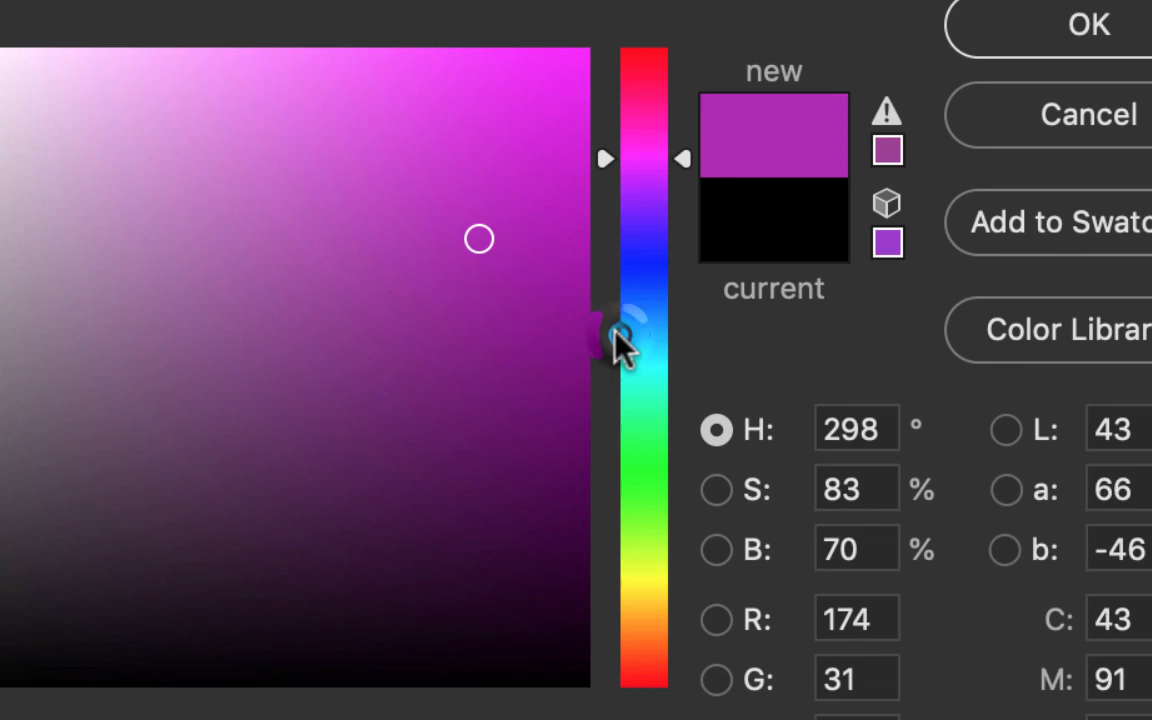 OK
new
Cancel
Add to Swatc
current
Color Librar
H: 298 ° L: 43
S: 83 % a: 66
B: 70 % b: -46
R: 174 C: 43
G: 31 M: 91